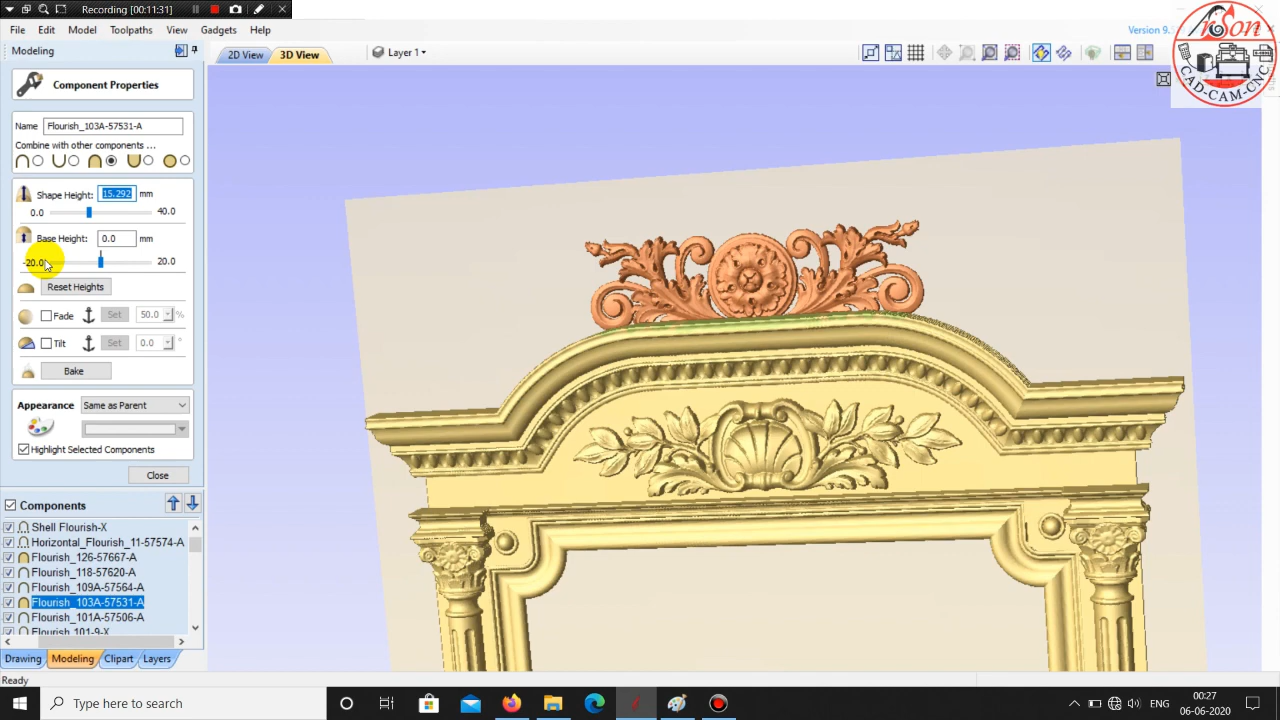 Recording [00:11:31]
File Edit Model Toolpaths View Gadgets Help
Version 9.
Modeling
2D View 3D View Layer 1
OrSon
CAD-CAM-CNC
Component Properties
Name Flourish_103A-57531-A
Combine with other components ...
Shape Height: 15.292 mm
0.0 40.0
Base Height: 0.0 mm
-20.0 20.0
Reset Heights
Fade Set 50.0 %
Tilt Set 0.0 °
Bake
Appearance Same as Parent
Highlight Selected Components
Close
Components
Shell Flourish-X
Horizontal_Flourish_11-57574-A
Flourish_126-57667-A
Flourish_118-57620-A
Flourish_109A-57564-A
Flourish_103A-57531-A
Flourish_101A-57506-A
Flourish 101-9-X
Drawing Modeling Clipart Layers
Ready
Type here to search
ENG
00:27
06-06-2020